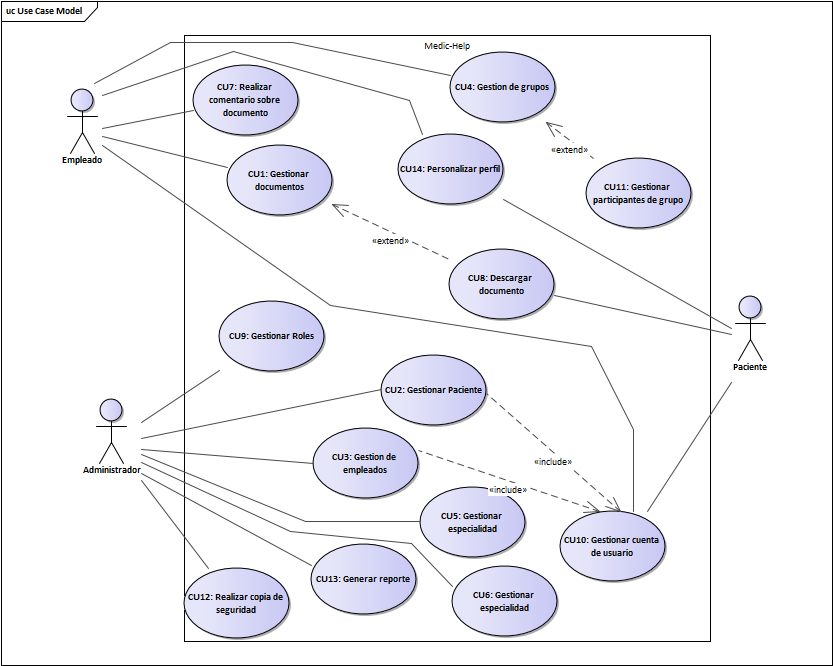 uc Use Case Model
Medic-Help
CU7: Realizar
comentario sobre
documento
CU4: Gestion de grupos
Empleado
«extend»
CU1: Gestionar
documentos
CU14: Personalizar perfil
CU11: Gestionar
participantes de grupo
«extend»
CU8: Descargar
documento
CU9: Gestionar Roles
Paciente
CU2: Gestionar Paciente
Administrador
CU3: Gestion de
empleados
«include»
«include»
CU5: Gestionar
especialidad
CU10: Gestionar cuenta
de usuario
CU13: Generar reporte
CU12: Realizar copia de
seguridad
CU6: Gestionar
especialidad